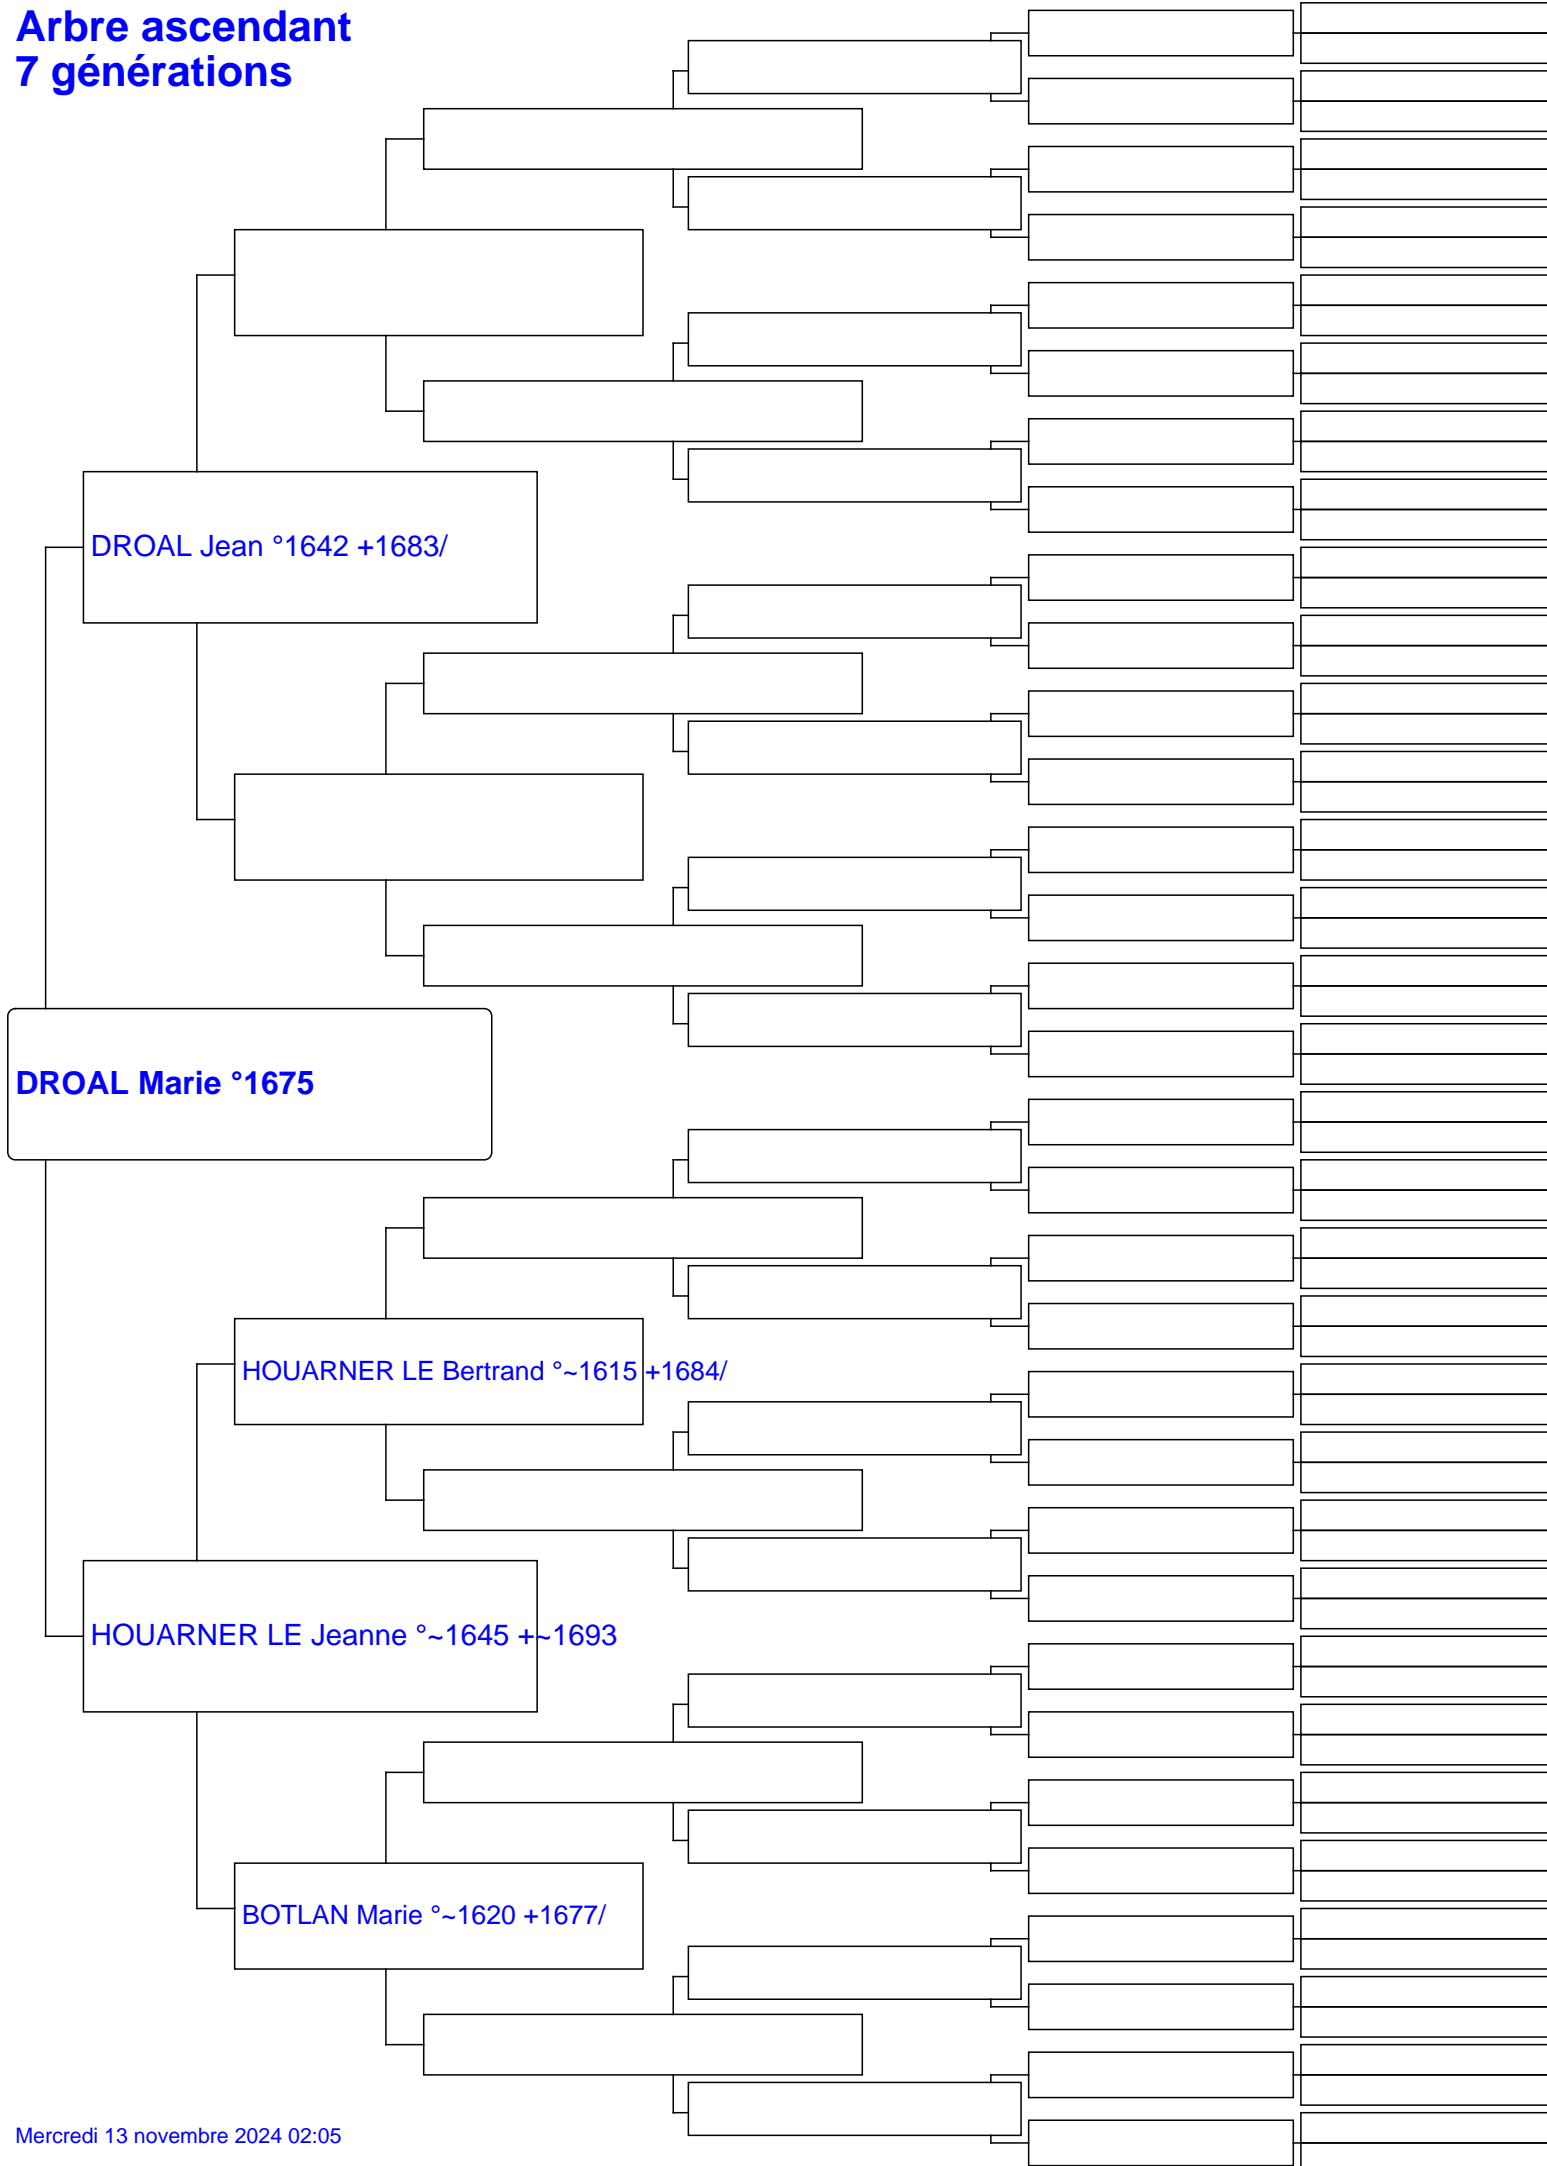 Arbre ascendant
7 générations
DROAL Jean °1642 +1683/
DROAL Marie °1675
HOUARNER LE Bertrand °~1615 +1684/
HOUARNER LE Jeanne °~1645 +~1693
BOTLAN Marie °~1620 +1677/
Mercredi 13 novembre 2024 02:05